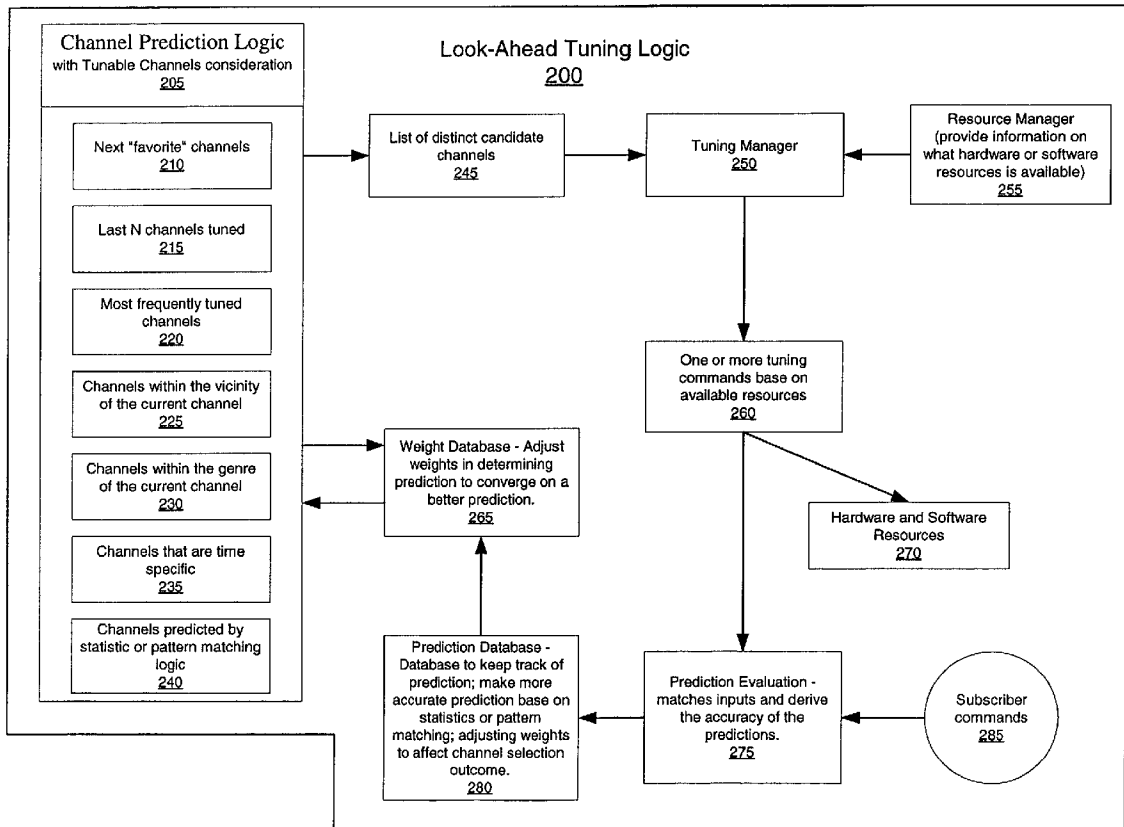 Channel Prediction Logic
with Tunable Channels consideration
205
Look-Ahead Tuning Logic
200
Next "favorite" channels
210
Last N channels tuned
215
Most frequently tuned
channels
220
Channels within the vicinity
of the current channel
225
Channels within the genre
of the current channel
230
Channels that are time
specific
235
Channels predicted by
statistic or pattern matching
logic
240
List of distinct candidate
channels
245
Tuning Manager
250
Resource Manager
(provide information on
what hardware or software
resources is available)
255
One or more tuning
commands base on
available resources
260
Weight Database - Adjust
weights in determining
prediction to converge on a
better prediction.
265
Hardware and Software
Resources
270
Prediction Database -
Database to keep track of
prediction; make more
accurate prediction base on
statistics or pattern
matching; adjusting weights
to affect channel selection
outcome.
280
Prediction Evaluation -
matches inputs and derive
the accuracy of the
predictions.
275
Subscriber
commands
285